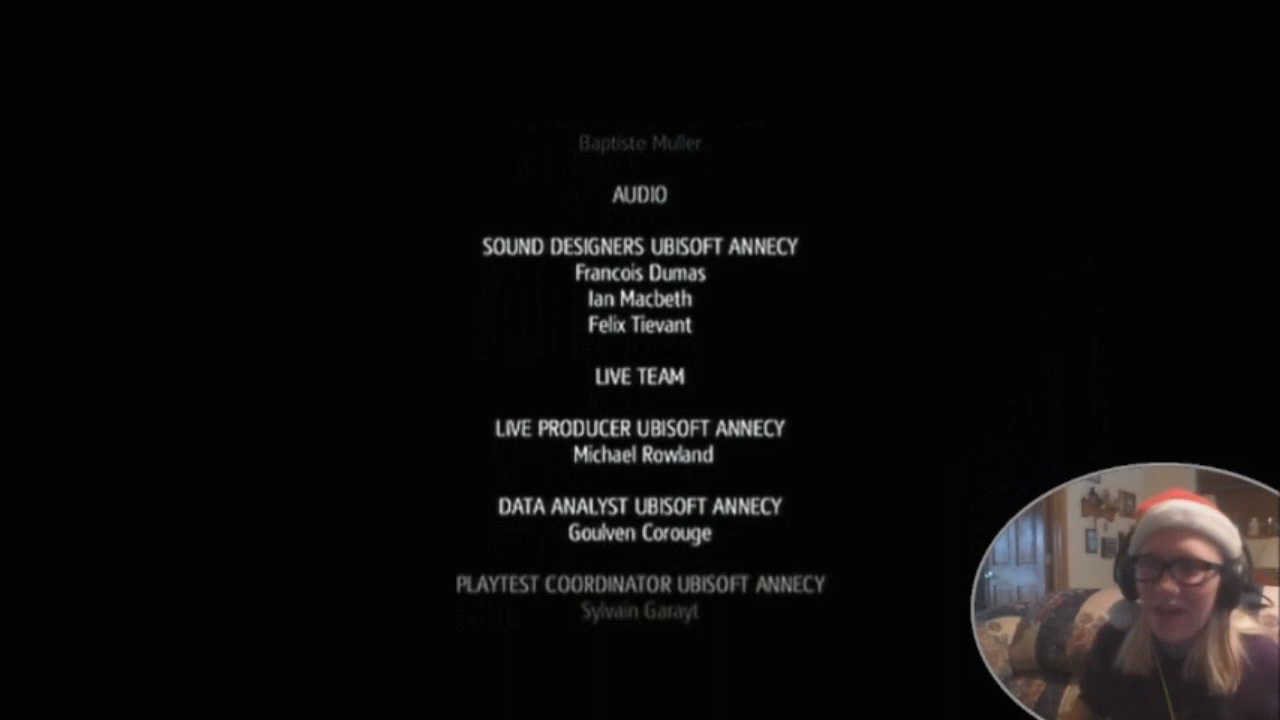 Baptiste Muller
AUDIO
SOUND DESIGNERS UBISOFT ANNECY
Francois Dumas
Ian Macbeth
Felix Tievant
LIVE TEAM
LIVE PRODUCER UBISOFT ANNECY
Michael Rowland
DATA ANALYST UBISOFT ANNECY
Goulven Corouge
PLAYTEST COORDINATOR UBISOFT ANNECY
Sylvain Garayt